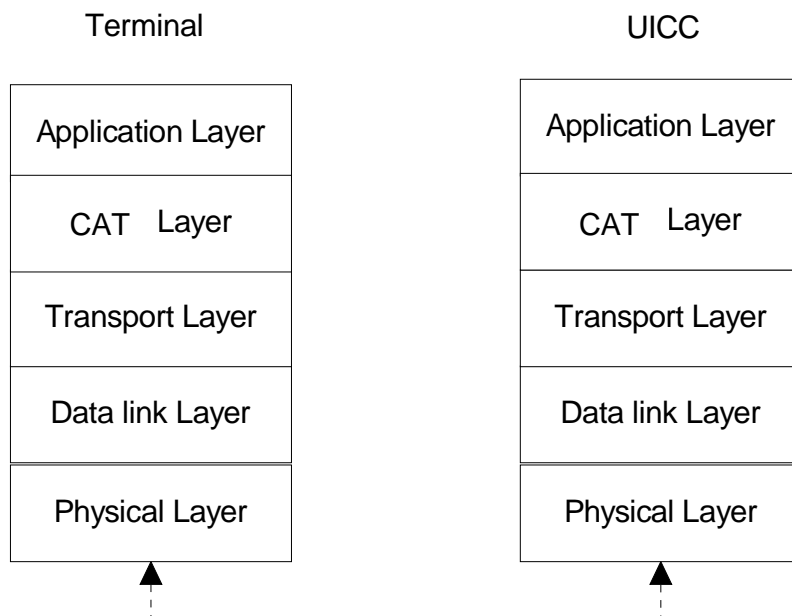 Terminal
UICC
Application Layer
CAT Layer
Transport Layer
Data link Layer
Physical Layer
Application Layer
CAT Layer
Transport Layer
Data link Layer
Physical Layer